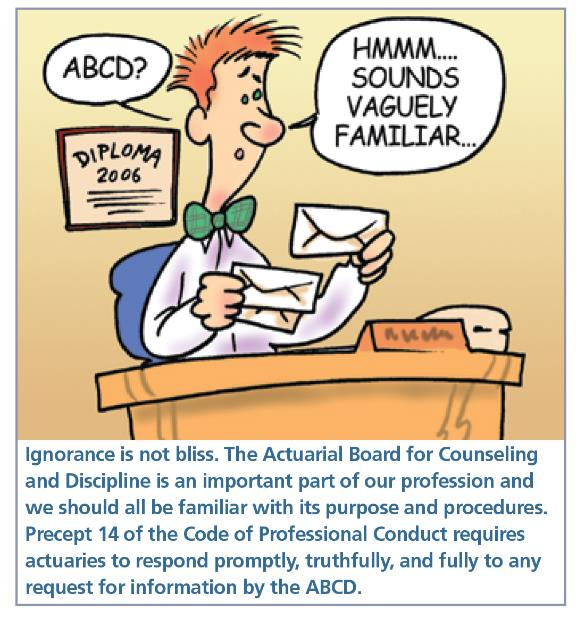 ABCD?
HMMM....
SOUNDS
VAGUELY
FAMILIAR...
DIPLOMA
2006
Ignorance is not bliss. The Actuarial Board for Counseling
and Discipline is an important part of our profession and
we should all be familiar with its purpose and procedures.
Precept 14 of the Code of Professional Conduct requires
actuaries to respond promptly, truthfully, and fully to any
request for information by the ABCD.